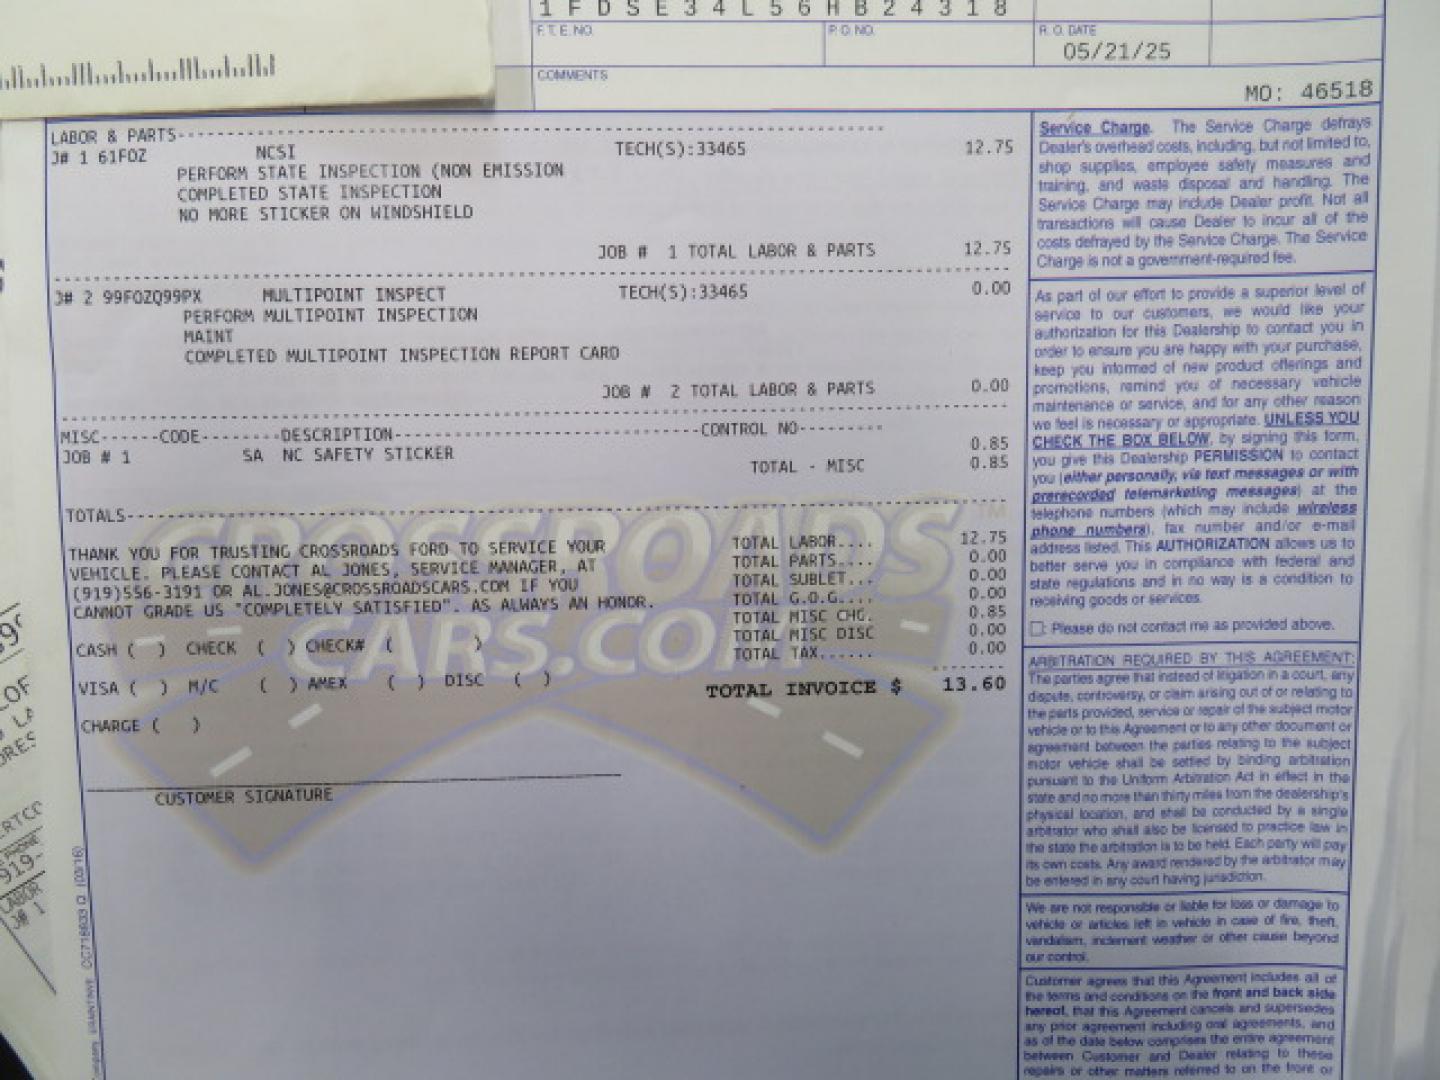 1FDSE34L56HB24318
F.T.E. NO.
P.O. NO.
R.O. DATE
05/21/25
COMMENTS
MO: 46518
LABOR & PARTS
J# 1 61FOZ NCSI TECH(S):33465 12.75
PERFORM STATE INSPECTION (NON EMISSION
COMPLETED STATE INSPECTION
NO MORE STICKER ON WINDSHIELD
JOB # 1 TOTAL LABOR & PARTS 12.75
J# 2 99FOZQ99PX MULTIPOINT INSPECT TECH(S):33465 0.00
PERFORM MULTIPOINT INSPECTION
MAINT
COMPLETED MULTIPOINT INSPECTION REPORT CARD
JOB # 2 TOTAL LABOR & PARTS 0.00
MISC------CODE--------DESCRIPTION--------------------------------CONTROL NO---------
JOB # 1 SA NC SAFETY STICKER 0.85
TOTAL - MISC 0.85
TOTALS
CROSSROADS
CARS.COM
TM
THANK YOU FOR TRUSTING CROSSROADS FORD TO SERVICE YOUR
VEHICLE. PLEASE CONTACT AL JONES, SERVICE MANAGER, AT
(919)556-3191 OR AL.JONES@CROSSROADSCARS.COM IF YOU
CANNOT GRADE US "COMPLETELY SATISFIED". AS ALWAYS AN HONOR.
TOTAL LABOR.... 12.75
TOTAL PARTS.... 0.00
TOTAL SUBLET... 0.00
TOTAL G.O.G.... 0.00
TOTAL MISC CHG. 0.85
TOTAL MISC DISC 0.00
TOTAL TAX...... 0.00
TOTAL INVOICE $ 13.60
CASH ( ) CHECK ( ) CHECK# ( )
VISA ( ) M/C ( ) AMEX ( ) DISC ( )
CHARGE ( )
CUSTOMER SIGNATURE
Service Charge. The Service Charge defrays
Dealer's overhead costs, including, but not limited to,
shop supplies, employee safety measures and
training, and waste disposal and handling. The
Service Charge may include Dealer profit. Not all
transactions will cause Dealer to incur all of the
costs defrayed by the Service Charge. The Service
Charge is not a government-required fee.
As part of our effort to provide a superior level of
service to our customers, we would like your
authorization for this Dealership to contact you in
order to ensure you are happy with your purchase,
keep you informed of new product offerings and
promotions, remind you of necessary vehicle
maintenance or service, and for any other reason
we feel is necessary or appropriate. UNLESS YOU
CHECK THE BOX BELOW, by signing this form,
you give this Dealership PERMISSION to contact
you (either personally, via text messages or with
prerecorded telemarketing messages) at the
telephone numbers (which may include wireless
phone numbers), fax number and/or e-mail
address listed. This AUTHORIZATION allows us to
better serve you in compliance with federal and
state regulations and in no way is a condition to
receiving goods or services.
Please do not contact me as provided above.
ARBITRATION REQUIRED BY THIS AGREEMENT:
The parties agree that instead of litigation in a court, any
dispute, controversy, or claim arising out of or relating to
the parts provided, service or repair of the subject motor
vehicle or to this Agreement or to any other document or
agreement between the parties relating to the subject
motor vehicle shall be settled by binding arbitration
pursuant to the Uniform Arbitration Act in effect in the
state and no more than thirty miles from the dealership's
physical location, and shall be conducted by a single
arbitrator who shall also be licensed to practice law in
the state the arbitration is to be held. Each party will pay
its own costs. Any award rendered by the arbitrator may
be entered in any court having jurisdiction.
We are not responsible or liable for loss or damage to
vehicle or articles left in vehicle in case of fire, theft,
vandalism, inclement weather or other cause beyond
our control.
Customer agrees that this Agreement includes all of
the terms and conditions on the front and back side
hereof, that this Agreement cancels and supersedes
any prior agreement including oral agreements, and
as of the date below comprises the entire agreement
between Customer and Dealer relating to these
repairs or other matters referred to on the front or
919-
LABOR
J# 1